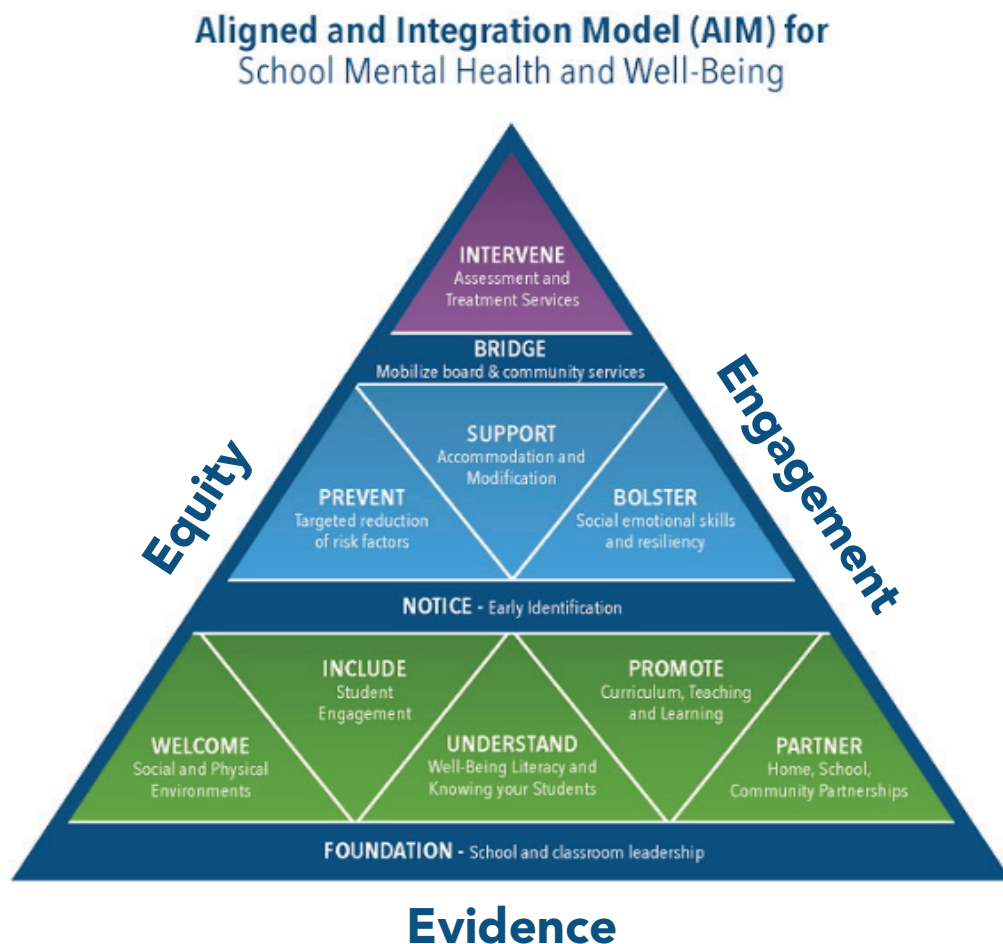 Aligned and Integration Model (AIM) for
School Mental Health and Well-Being
INTERVENE
Assessment and
Treatment Services
BRIDGE
Mobilize board & community services
SUPPORT
Accommodation and
Modification
PREVENT
Targeted reduction
of risk factors
BOLSTER
Social emotional skills
and resiliency
Equity
Engagement
NOTICE - Early Identification
INCLUDE
Student
Engagement
PROMOTE
Curriculum, Teaching
and Learning
WELCOME
Social and Physical
Environments
UNDERSTAND
Well-Being Literacy and
Knowing your Students
PARTNER
Home, School,
Community Partnerships
FOUNDATION - School and classroom leadership
Evidence